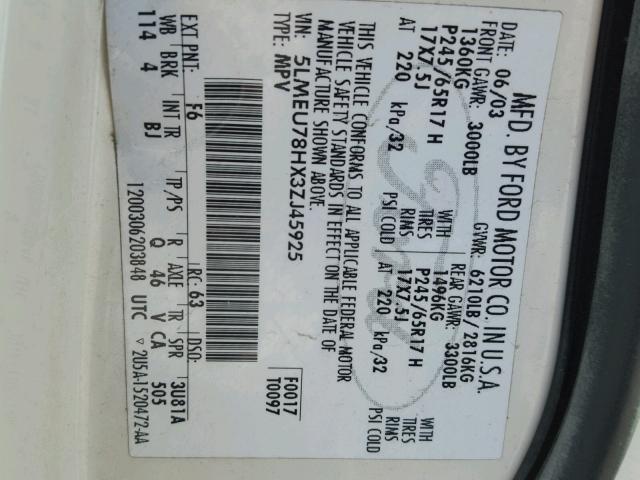 MFD. BY FORD MOTOR CO. IN U.S.A.
DATE: 06/03 GVWR: 6210LB / 2816KG
FRONT GAWR: 3000LB REAR GAWR: 3300LB
1360KG WITH 1496KG WITH
P245/65R17 H TIRES P245/65R17 H TIRES
17X7.5J RIMS 17X7.5J RIMS
AT 220 kPa/32 PSI COLD AT 220 kPa/32 PSI COLD
THIS VEHICLE CONFORMS TO ALL APPLICABLE FEDERAL MOTOR
VEHICLE SAFETY STANDARDS IN EFFECT ON THE DATE OF
MANUFACTURE SHOWN ABOVE.
VIN: 5LMEU78HX3ZJ45925 F0017
MPV T0097
EXT PNT: F6 RC: 63 DSO:
WB BRK INT TR TP/PS R AXLE TR SPR 3U81A
114 4 BJ Q 46 V CA 505
1200306203848 UTC ▽ 2U5A-1520472-AA